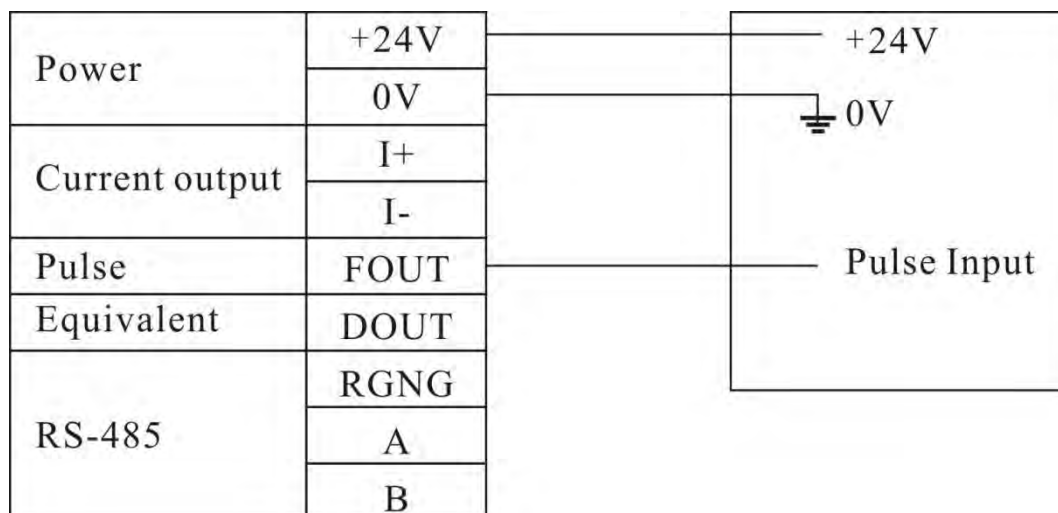 Power
+24V
+24V
0V
0V
Current output
I+
I-
Pulse
FOUT
Pulse Input
Equivalent
DOUT
RS-485
RGNG
A
B